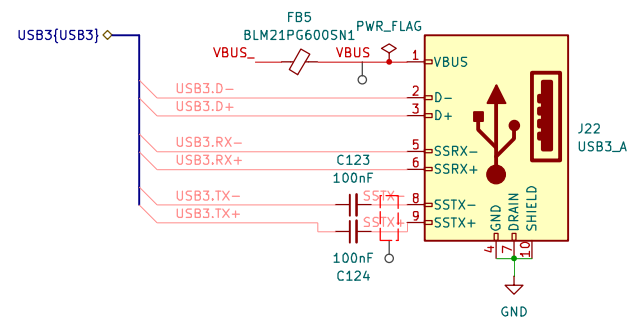 FB5
BLM21PG600SN1
PWR_FLAG
USB3{USB3}
VBUS_
VBUS
1
VBUS
USB3.D-
2
D-
USB3.D+
3
D+
USB3.RX-
5
SSRX-
USB3.RX+
6
SSRX+
J22
USB3_A
C123
100nF
USB3.TX-
SSTX-
8
SSTX-
USB3.TX+
SSTX+
9
SSTX+
GND
DRAIN
SHIELD
4
7
10
100nF
C124
GND